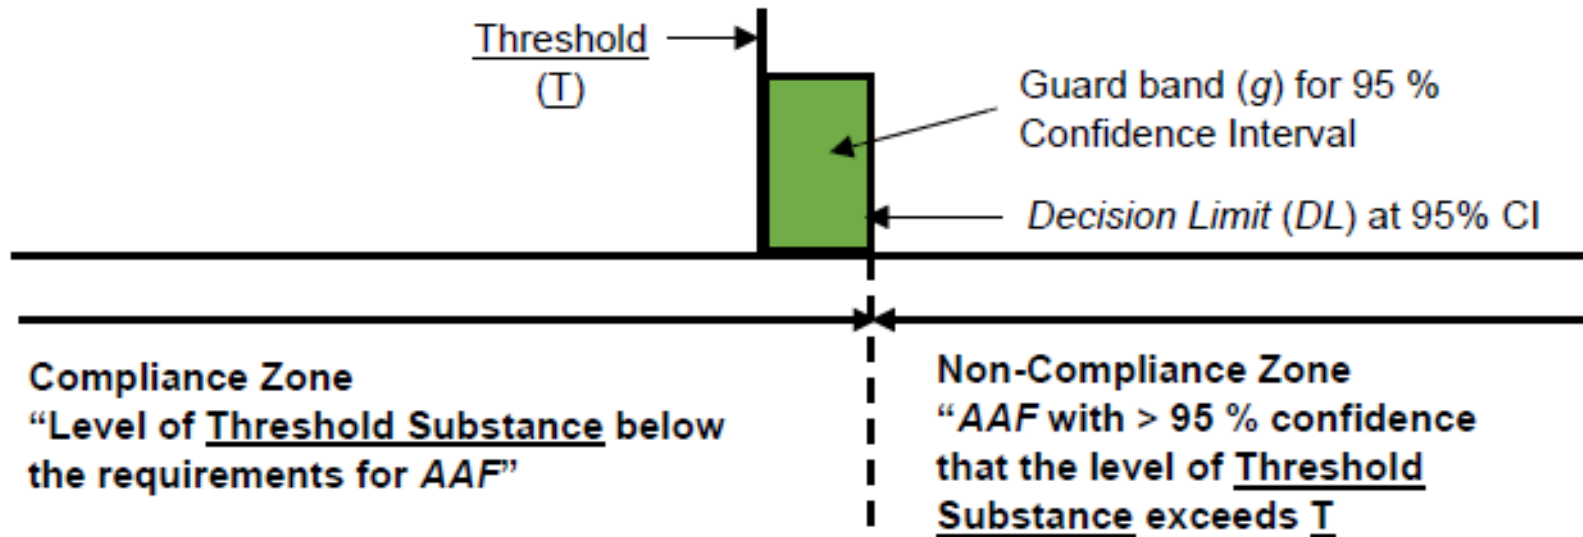 Threshold
(T)
Guard band (g) for 95 %
Confidence Interval
Decision Limit (DL) at 95% CI
Compliance Zone
“Level of Threshold Substance below
the requirements for AAF”
Non-Compliance Zone
“AAF with > 95 % confidence
that the level of Threshold
Substance exceeds T